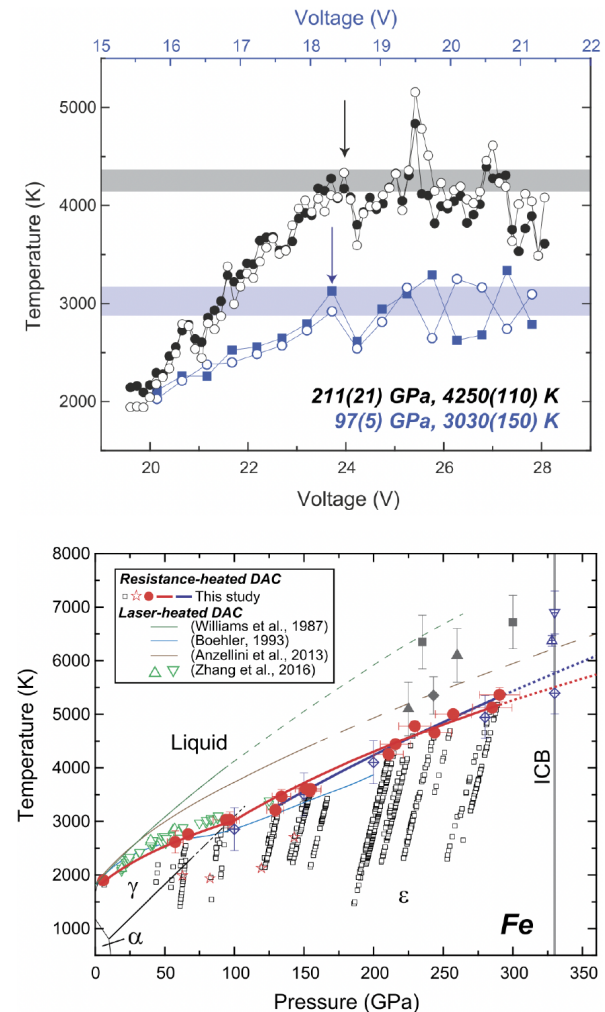 Voltage (V)
15 16 17 18 19 20 21 22
5000
4000
3000
2000
Temperature (K)
211(21) GPa, 4250(110) K
97(5) GPa, 3030(150) K
20 22 24 26 28
Voltage (V)
8000
7000
6000
5000
4000
3000
2000
1000
Temperature (K)
Resistance-heated DAC
This study
Laser-heated DAC
(Williams et al., 1987)
(Boehler, 1993)
(Anzellini et al., 2013)
(Zhang et al., 2016)
Liquid
ICB
γ
ε
α
Fe
0 50 100 150 200 250 300 350
Pressure (GPa)